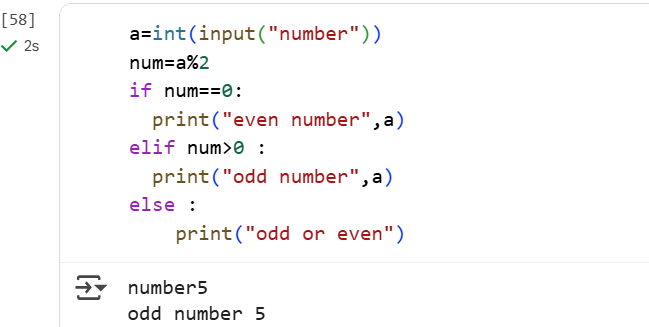 [58]
2s
a=int(input("number"))
num=a%2
if num==0:
  print("even number",a)
elif num>0 :
  print("odd number",a)
else :
    print("odd or even")
number5
odd number 5